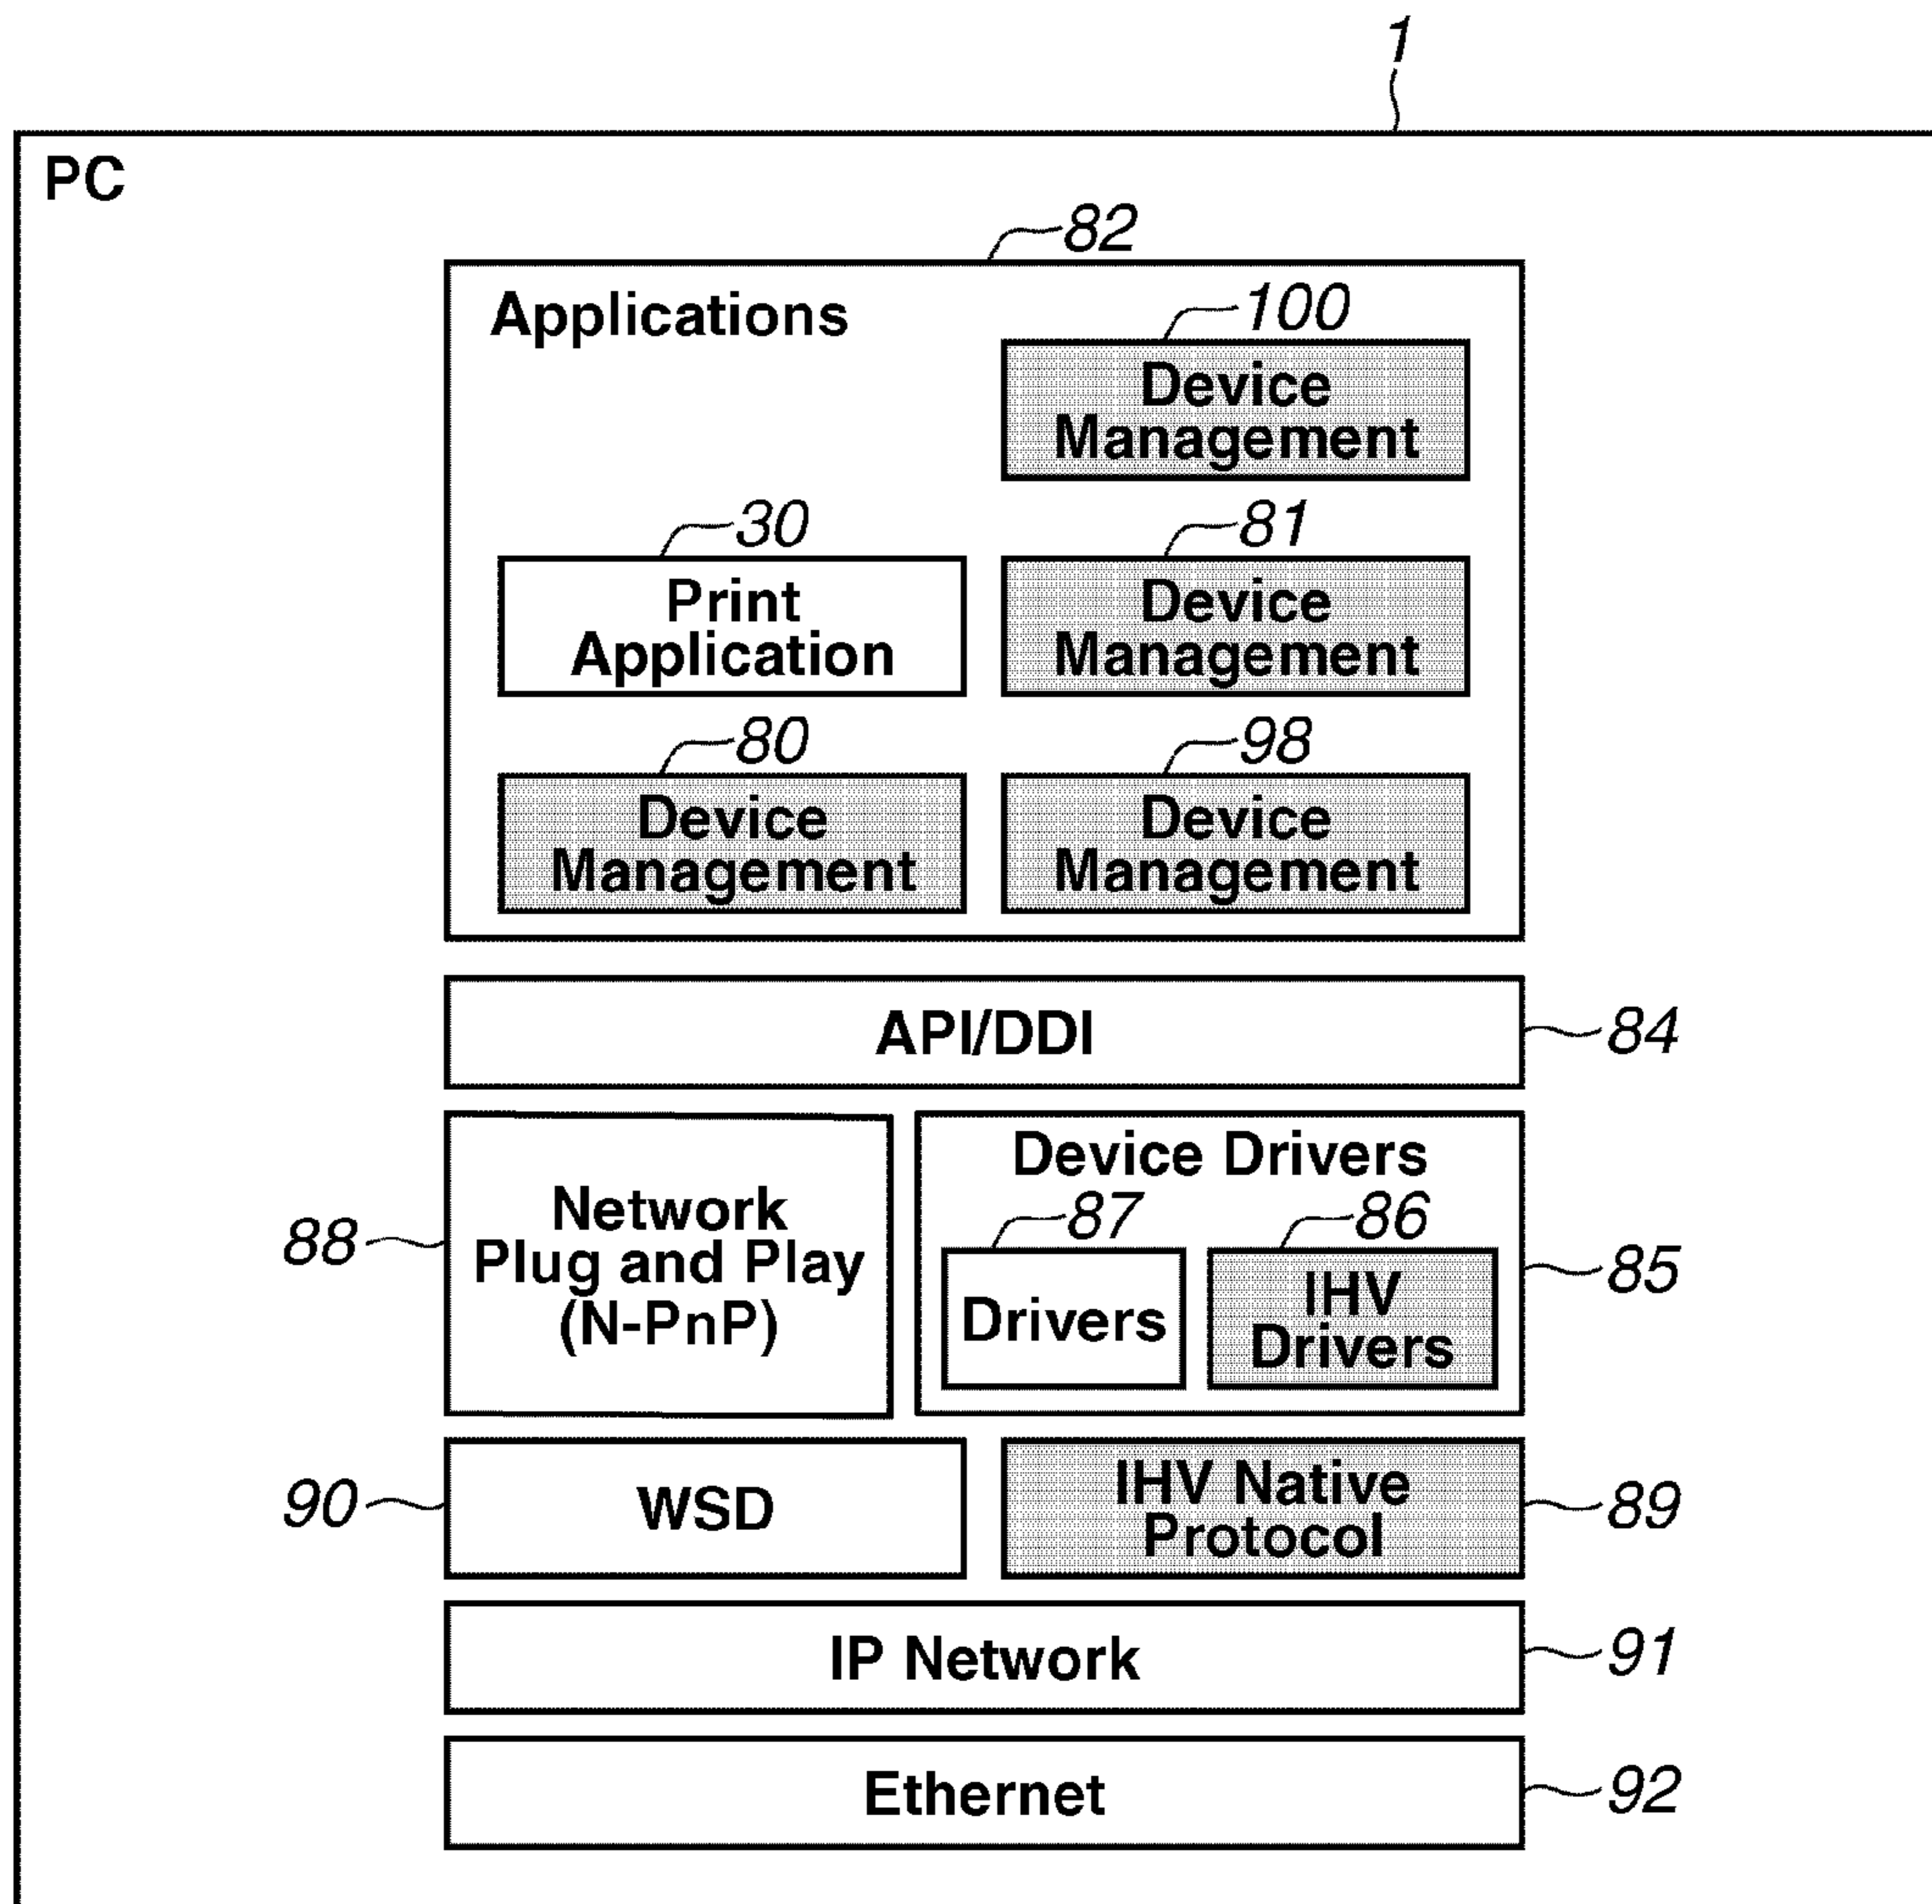 1
PC
82
Applications
100
Device
Management
30
Print
Application
81
Device
Management
80
Device
Management
98
Device
Management
API/DDI
84
88
Network
Plug and Play
(N-PnP)
Device Drivers
87
Drivers
86
IHV
Drivers
85
90
WSD
IHV Native
Protocol
89
IP Network
91
Ethernet
92